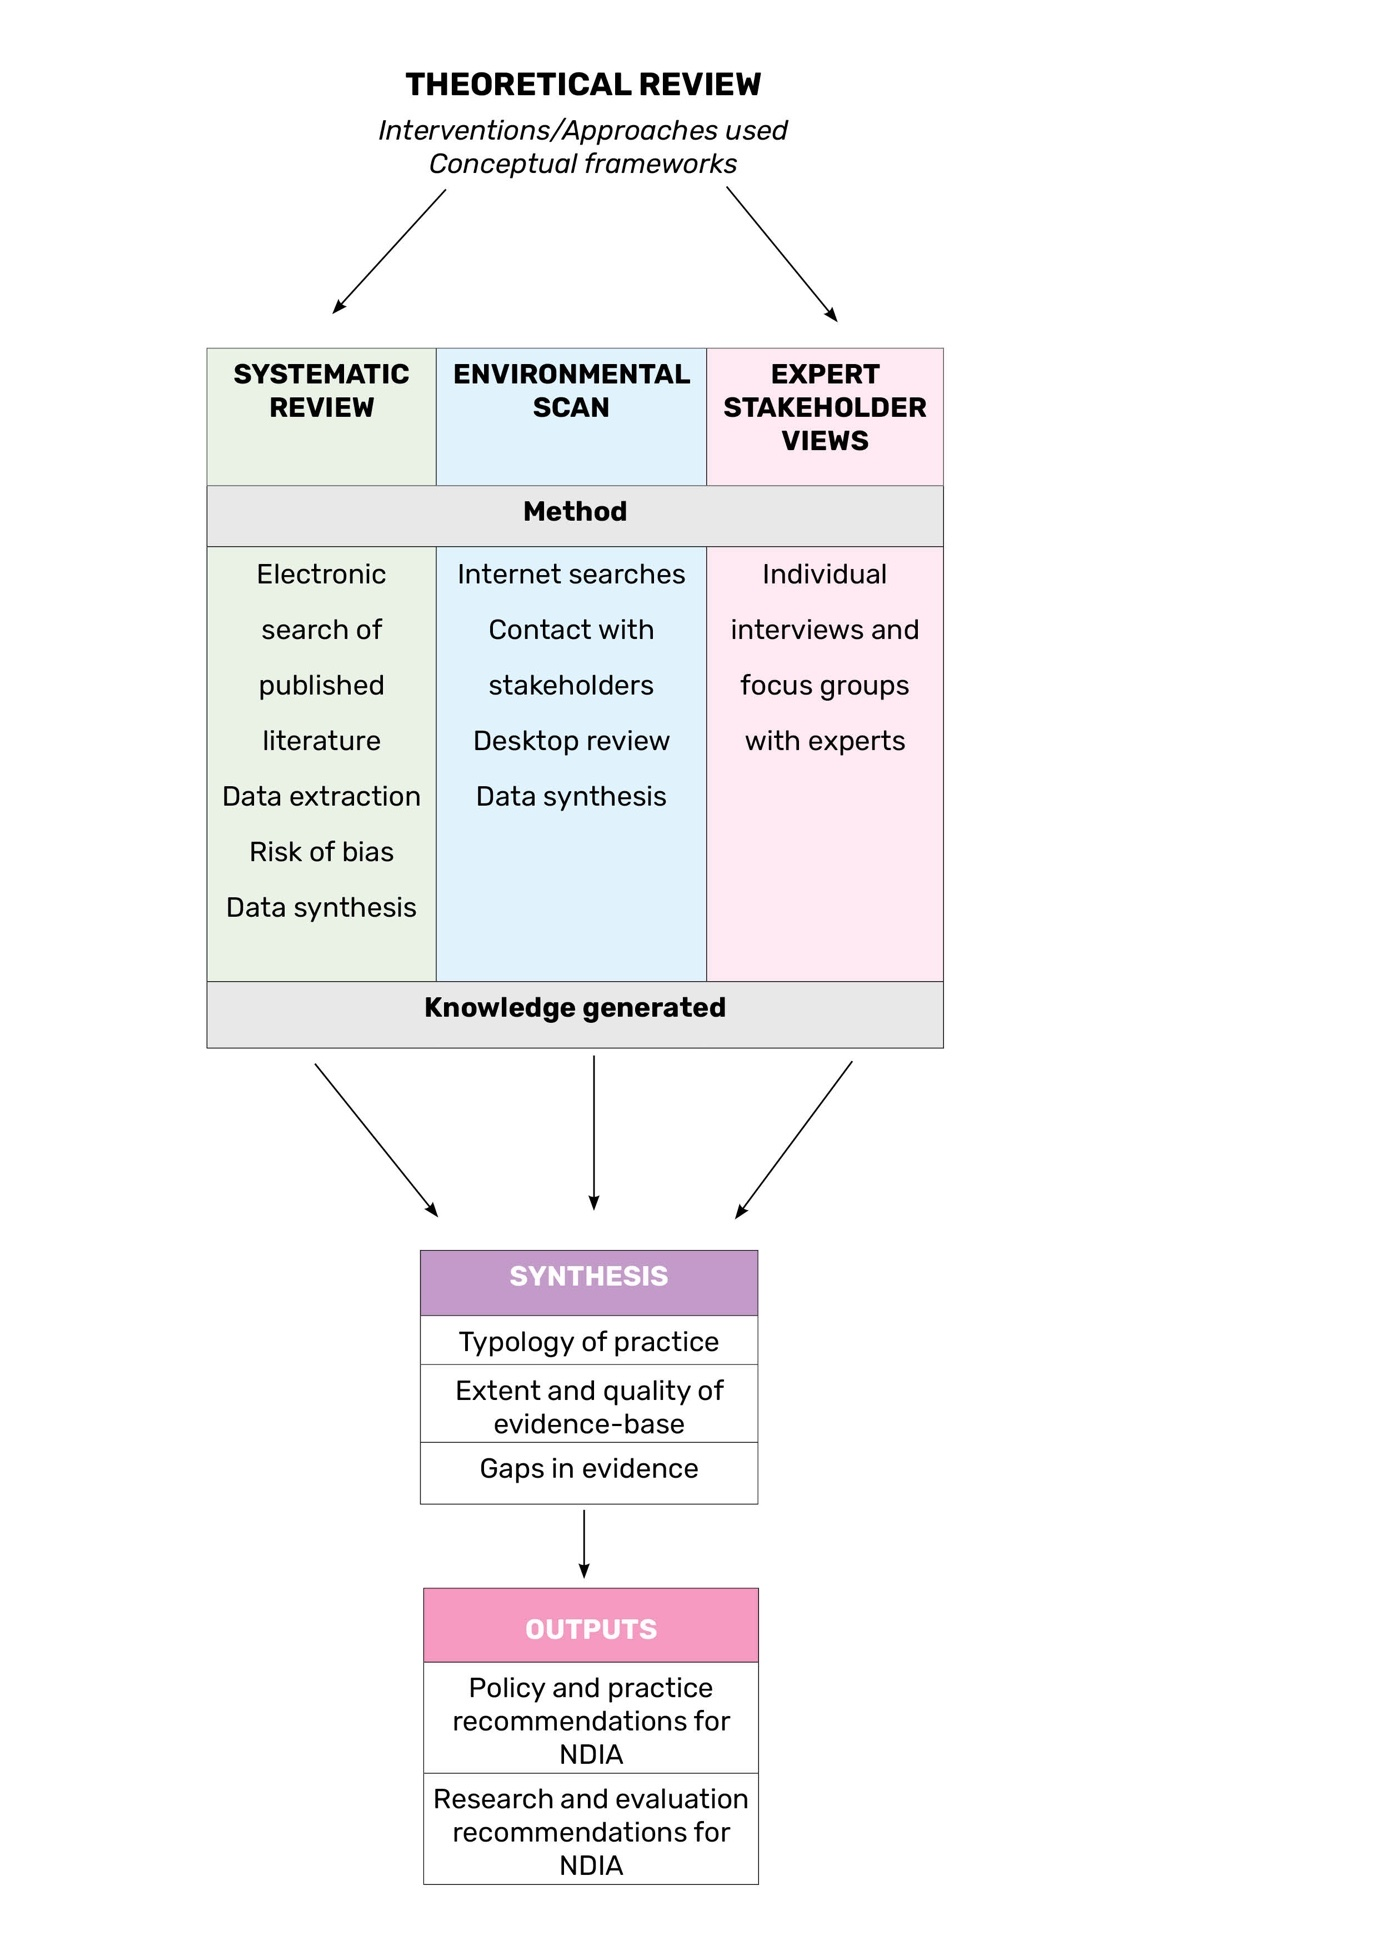 THEORETICAL REVIEW
Interventions/Approaches used
Conceptual frameworks
SYSTEMATIC
REVIEW
ENVIRONMENTAL
SCAN
EXPERT
STAKEHOLDER
VIEWS
Method
Electronic
search of
published
literature
Data extraction
Risk of bias
Data synthesis
Internet searches
Contact with
stakeholders
Desktop review
Data synthesis
Individual
interviews and
focus groups
with experts
Knowledge generated
SYNTHESIS
Typology of practice
Extent and quality of
evidence-base
Gaps in evidence
OUTPUTS
Policy and practice
recommendations for
NDIA
Research and evaluation
recommendations for
NDIA